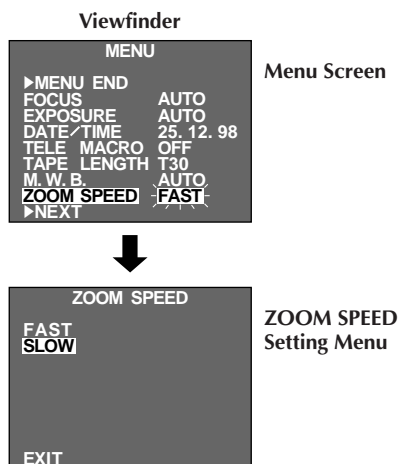 Viewfinder
MENU
Menu Screen
▶MENU END
FOCUS AUTO
EXPOSURE AUTO
DATE/TIME 25. 12. 98
TELE MACRO OFF
TAPE LENGTH T30
M. W. B. AUTO
ZOOM SPEED FAST
▶NEXT
ZOOM SPEED
ZOOM SPEED
Setting Menu
FAST
SLOW
EXIT